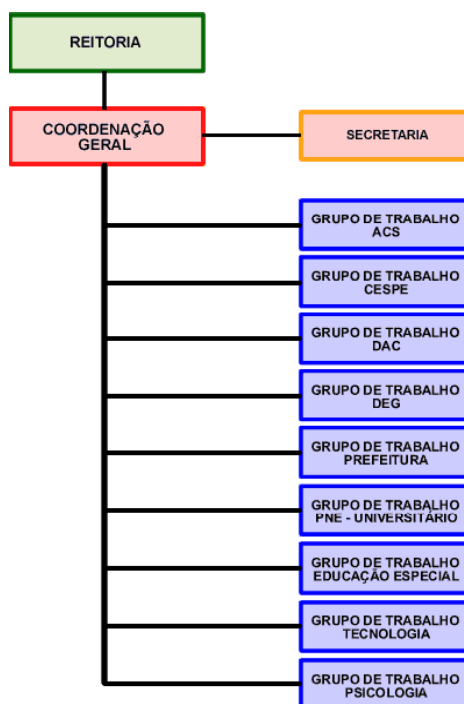 REITORIA
COORDENAÇÃO
GERAL
SECRETARIA
GRUPO DE TRABALHO
ACS
GRUPO DE TRABALHO
CESPE
GRUPO DE TRABALHO
DAC
GRUPO DE TRABALHO
DEG
GRUPO DE TRABALHO
PREFEITURA
GRUPO DE TRABALHO
PNE - UNIVERSITÁRIO
GRUPO DE TRABALHO
EDUCAÇÃO ESPECIAL
GRUPO DE TRABALHO
TECNOLOGIA
GRUPO DE TRABALHO
PSICOLOGIA